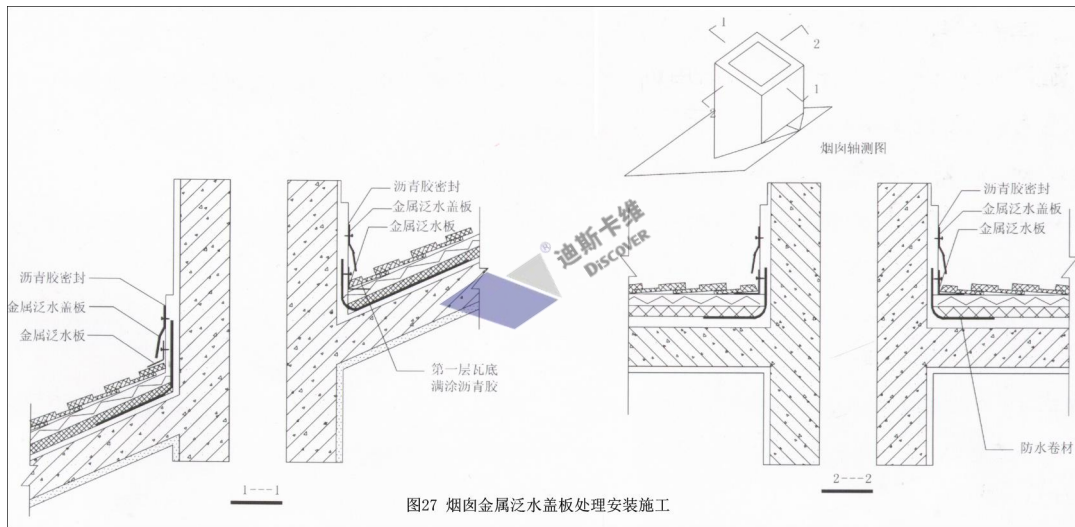 1
2
1
2
烟囱轴测图
沥青胶密封
金属泛水盖板
金属泛水板
沥青胶密封
金属泛水盖板
金属泛水板
第一层瓦底
满涂沥青胶
1---1
沥青胶密封
金属泛水盖板
金属泛水板
防水卷材
2---2
迪斯卡维
DiSCOVER
®
图27 烟囱金属泛水盖板处理安装施工